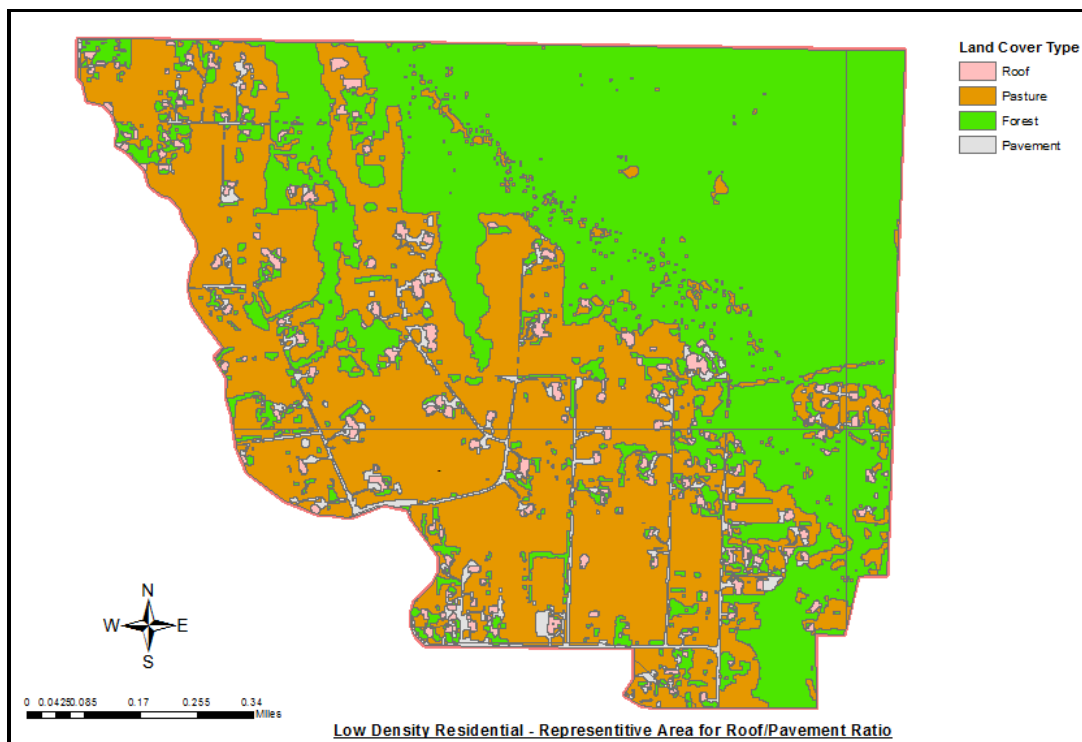 Land Cover Type
Roof
Pasture
Forest
Pavement
N
W E
S
0 0.0425 0.085 0.17 0.255 0.34
Miles
Low Density Residential - Representitive Area for Roof/Pavement Ratio